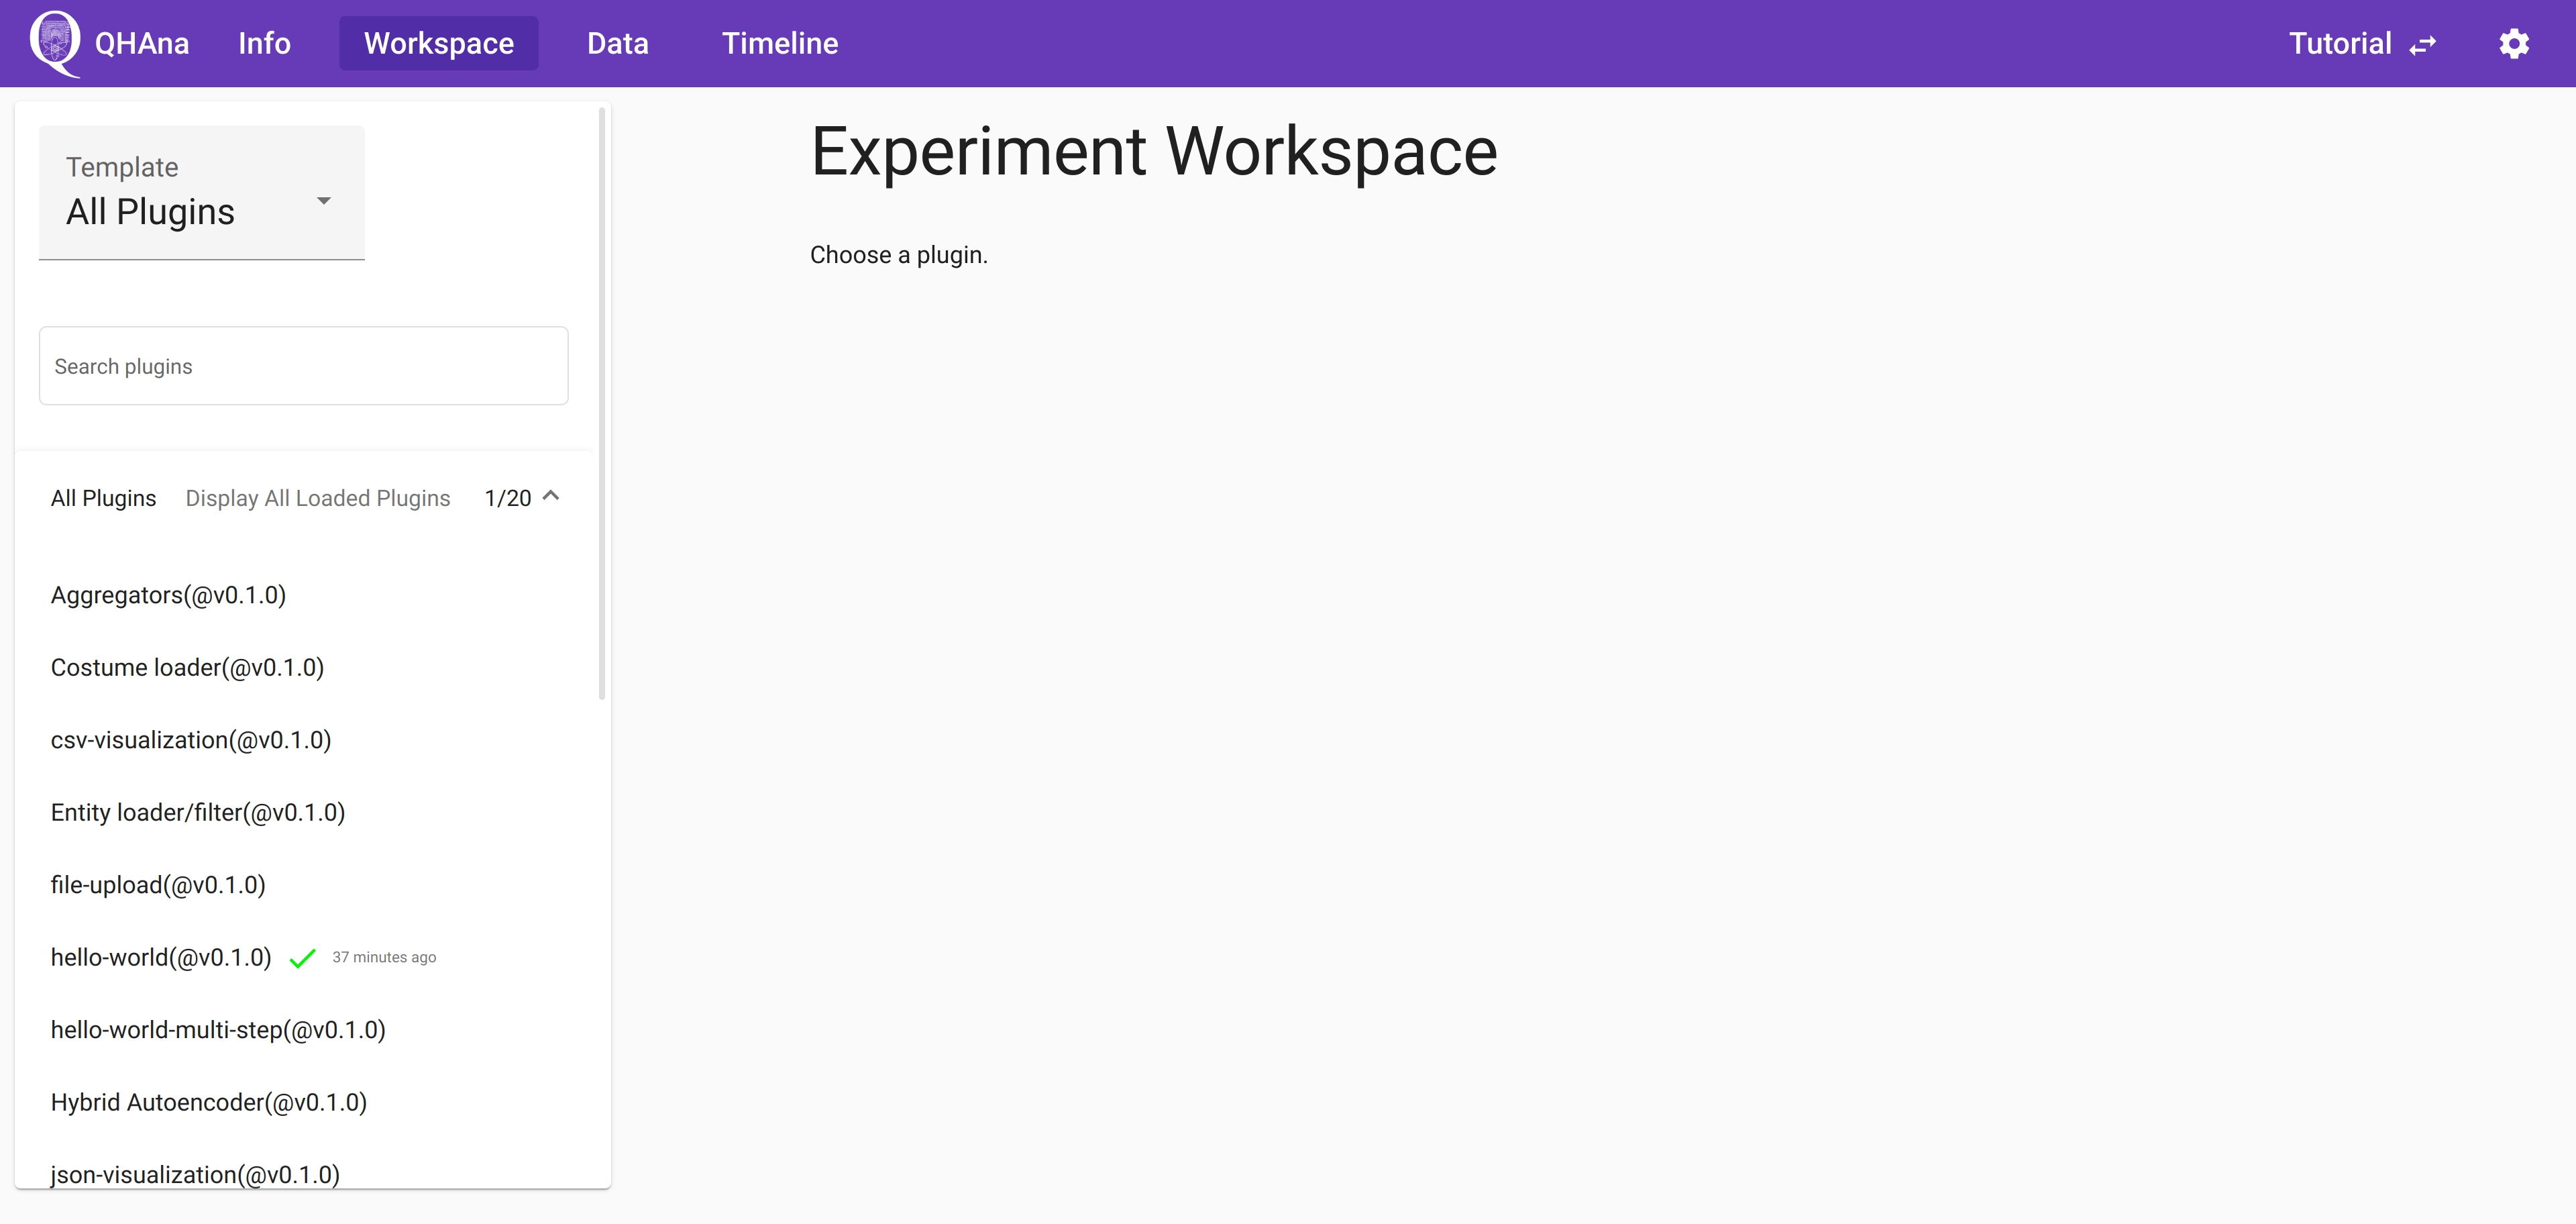 QHAna Info Workspace Data Timeline Tutorial
Template
All Plugins
Search plugins
All Plugins Display All Loaded Plugins 1/20
Aggregators(@v0.1.0)
Costume loader(@v0.1.0)
csv-visualization(@v0.1.0)
Entity loader/filter(@v0.1.0)
file-upload(@v0.1.0)
hello-world(@v0.1.0) 37 minutes ago
hello-world-multi-step(@v0.1.0)
Hybrid Autoencoder(@v0.1.0)
json-visualization(@v0.1.0)
Experiment Workspace
Choose a plugin.